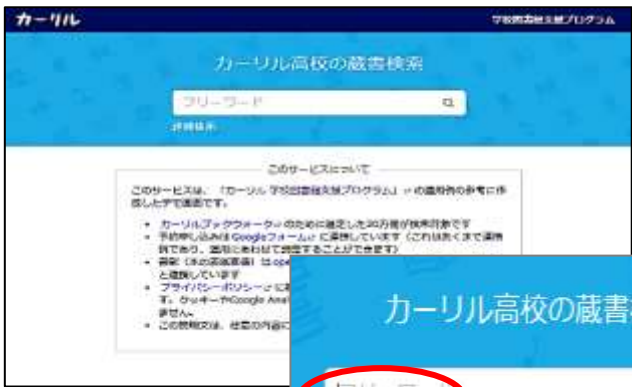 カーリル
学校図書館支援プログラム
カーリル高校の蔵書検索
フリーワード
詳細検索
このサービスについて
このサービスは、「カーリル 学校図書館支援プログラム」の運用例の参考に作
成したデモ画面です。
カーリルブックウォークのために選定した20万冊が検索対象です
予約申し込みはGoogleフォームに連携しています（これはあくまで運用
例であり、運用にあわせて調整することができます）
書影（本の表紙画像）はope
と連携しています
プライバシーポリシーに
す。クッキーやGoogle Anal
ません。
この説明文は、任意の内容に
カーリル高校の蔵書